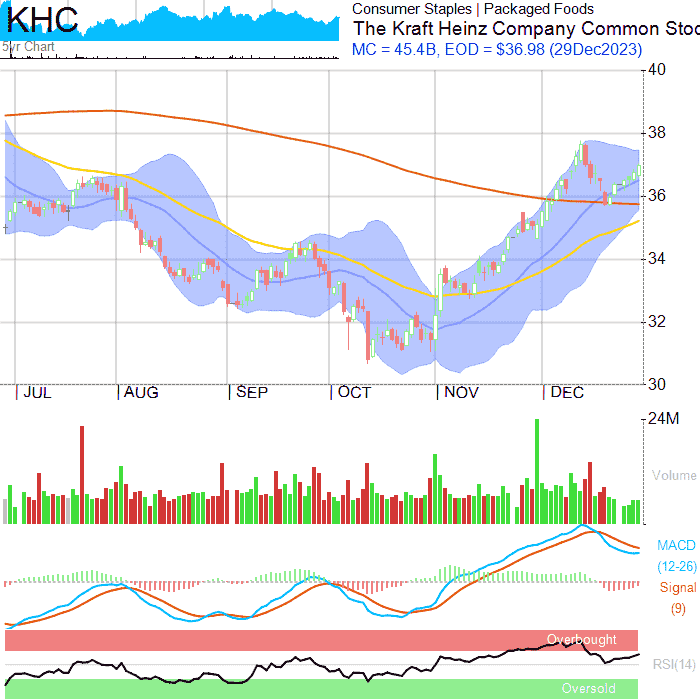 KHC
5yr Chart
Consumer Staples | Packaged Foods
The Kraft Heinz Company Common Stoc
MC = 45.4B, EOD = $36.98 (29Dec2023)
40
38
36
34
32
30
JUL AUG SEP OCT NOV DEC
24M
Volume
MACD
(12-26)
Signal
(9)
Overbought
RSI(14)
Oversold